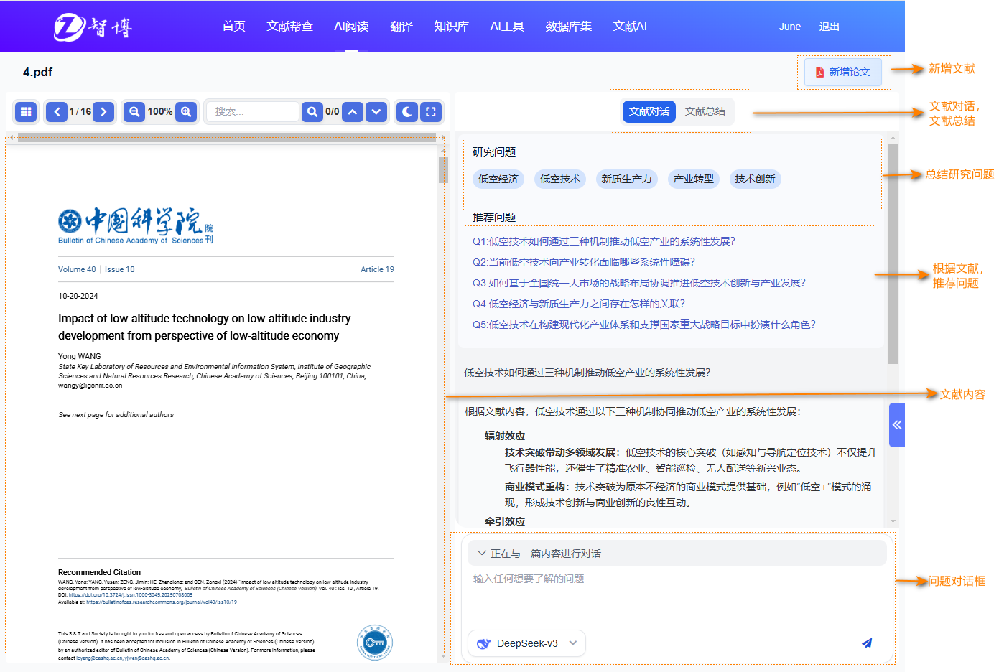 智博
首页 文献帮查 AI阅读 翻译 知识库 AI工具 数据库集 文献AI June 退出
4.pdf
新增论文
新增文献
1 / 16 100% 搜索... 0/0
文献对话 文献总结
文献对话，
文献总结
研究问题
低空经济 低空技术 新质生产力 产业转型 技术创新
总结研究问题
推荐问题
Q1:低空技术如何通过三种机制推动低空产业的系统性发展?
Q2:当前低空技术向产业转化面临哪些系统性障碍?
Q3:如何基于全国统一大市场的战略布局协调推进低空技术创新与产业发展?
Q4:低空经济与新质生产力之间存在怎样的关联?
Q5:低空技术在构建现代化产业体系和支撑国家重大战略目标中扮演什么角色?
根据文献，
推荐问题
低空技术如何通过三种机制推动低空产业的系统性发展?
根据文献内容，低空技术通过以下三种机制协同推动低空产业的系统性发展：
辐射效应
技术突破带动多领域发展：低空技术的核心突破（如感知与导航定位技术）不仅提升
飞行器性能，还催生了精准农业、智能巡检、无人配送等新兴业态。
商业模式重构：技术突破为原本不经济的商业模式提供基础，例如“低空+”模式的涌
现，形成技术创新与商业创新的良性互动。
牵引效应
文献内容
正在与一篇内容进行对话
输入任何想要了解的问题
DeepSeek-v3
问题对话框
中国科学院院刊
Bulletin of Chinese Academy of Sciences
Volume 40 | Issue 10 Article 19
10-20-2024
Impact of low-altitude technology on low-altitude industry
development from perspective of low-altitude economy
Yong WANG
State Key Laboratory of Resources and Environmental Information System, Institute of Geographic
Sciences and Natural Resources Research, Chinese Academy of Sciences, Beijing 100101, China,
wangy@igsnrr.ac.cn
See next page for additional authors
Recommended Citation
WANG, Yong; YANG, Yusen; ZENG, Jimin; HE, Zhenglong; and CEN, Zongxi (2024) "Impact of low-altitude technology on low-altitude industry
development from perspective of low-altitude economy," Bulletin of Chinese Academy of Sciences (Chinese Version): Vol. 40 : Iss. 10 , Article 19.
DOI: https://doi.org/10.3724/j.issn.1000-3045.20250708005
Available at: https://bulletinofcas.researchcommons.org/journal/vol40/iss10/19
This S & T and Society is brought to you for free and open access by Bulletin of Chinese Academy of Sciences
(Chinese Version). It has been accepted for inclusion in Bulletin of Chinese Academy of Sciences (Chinese Version)
by an authorized editor of Bulletin of Chinese Academy of Sciences (Chinese Version). For more information, please
contact lcyang@cashq.ac.cn, yjwen@cashq.ac.cn.